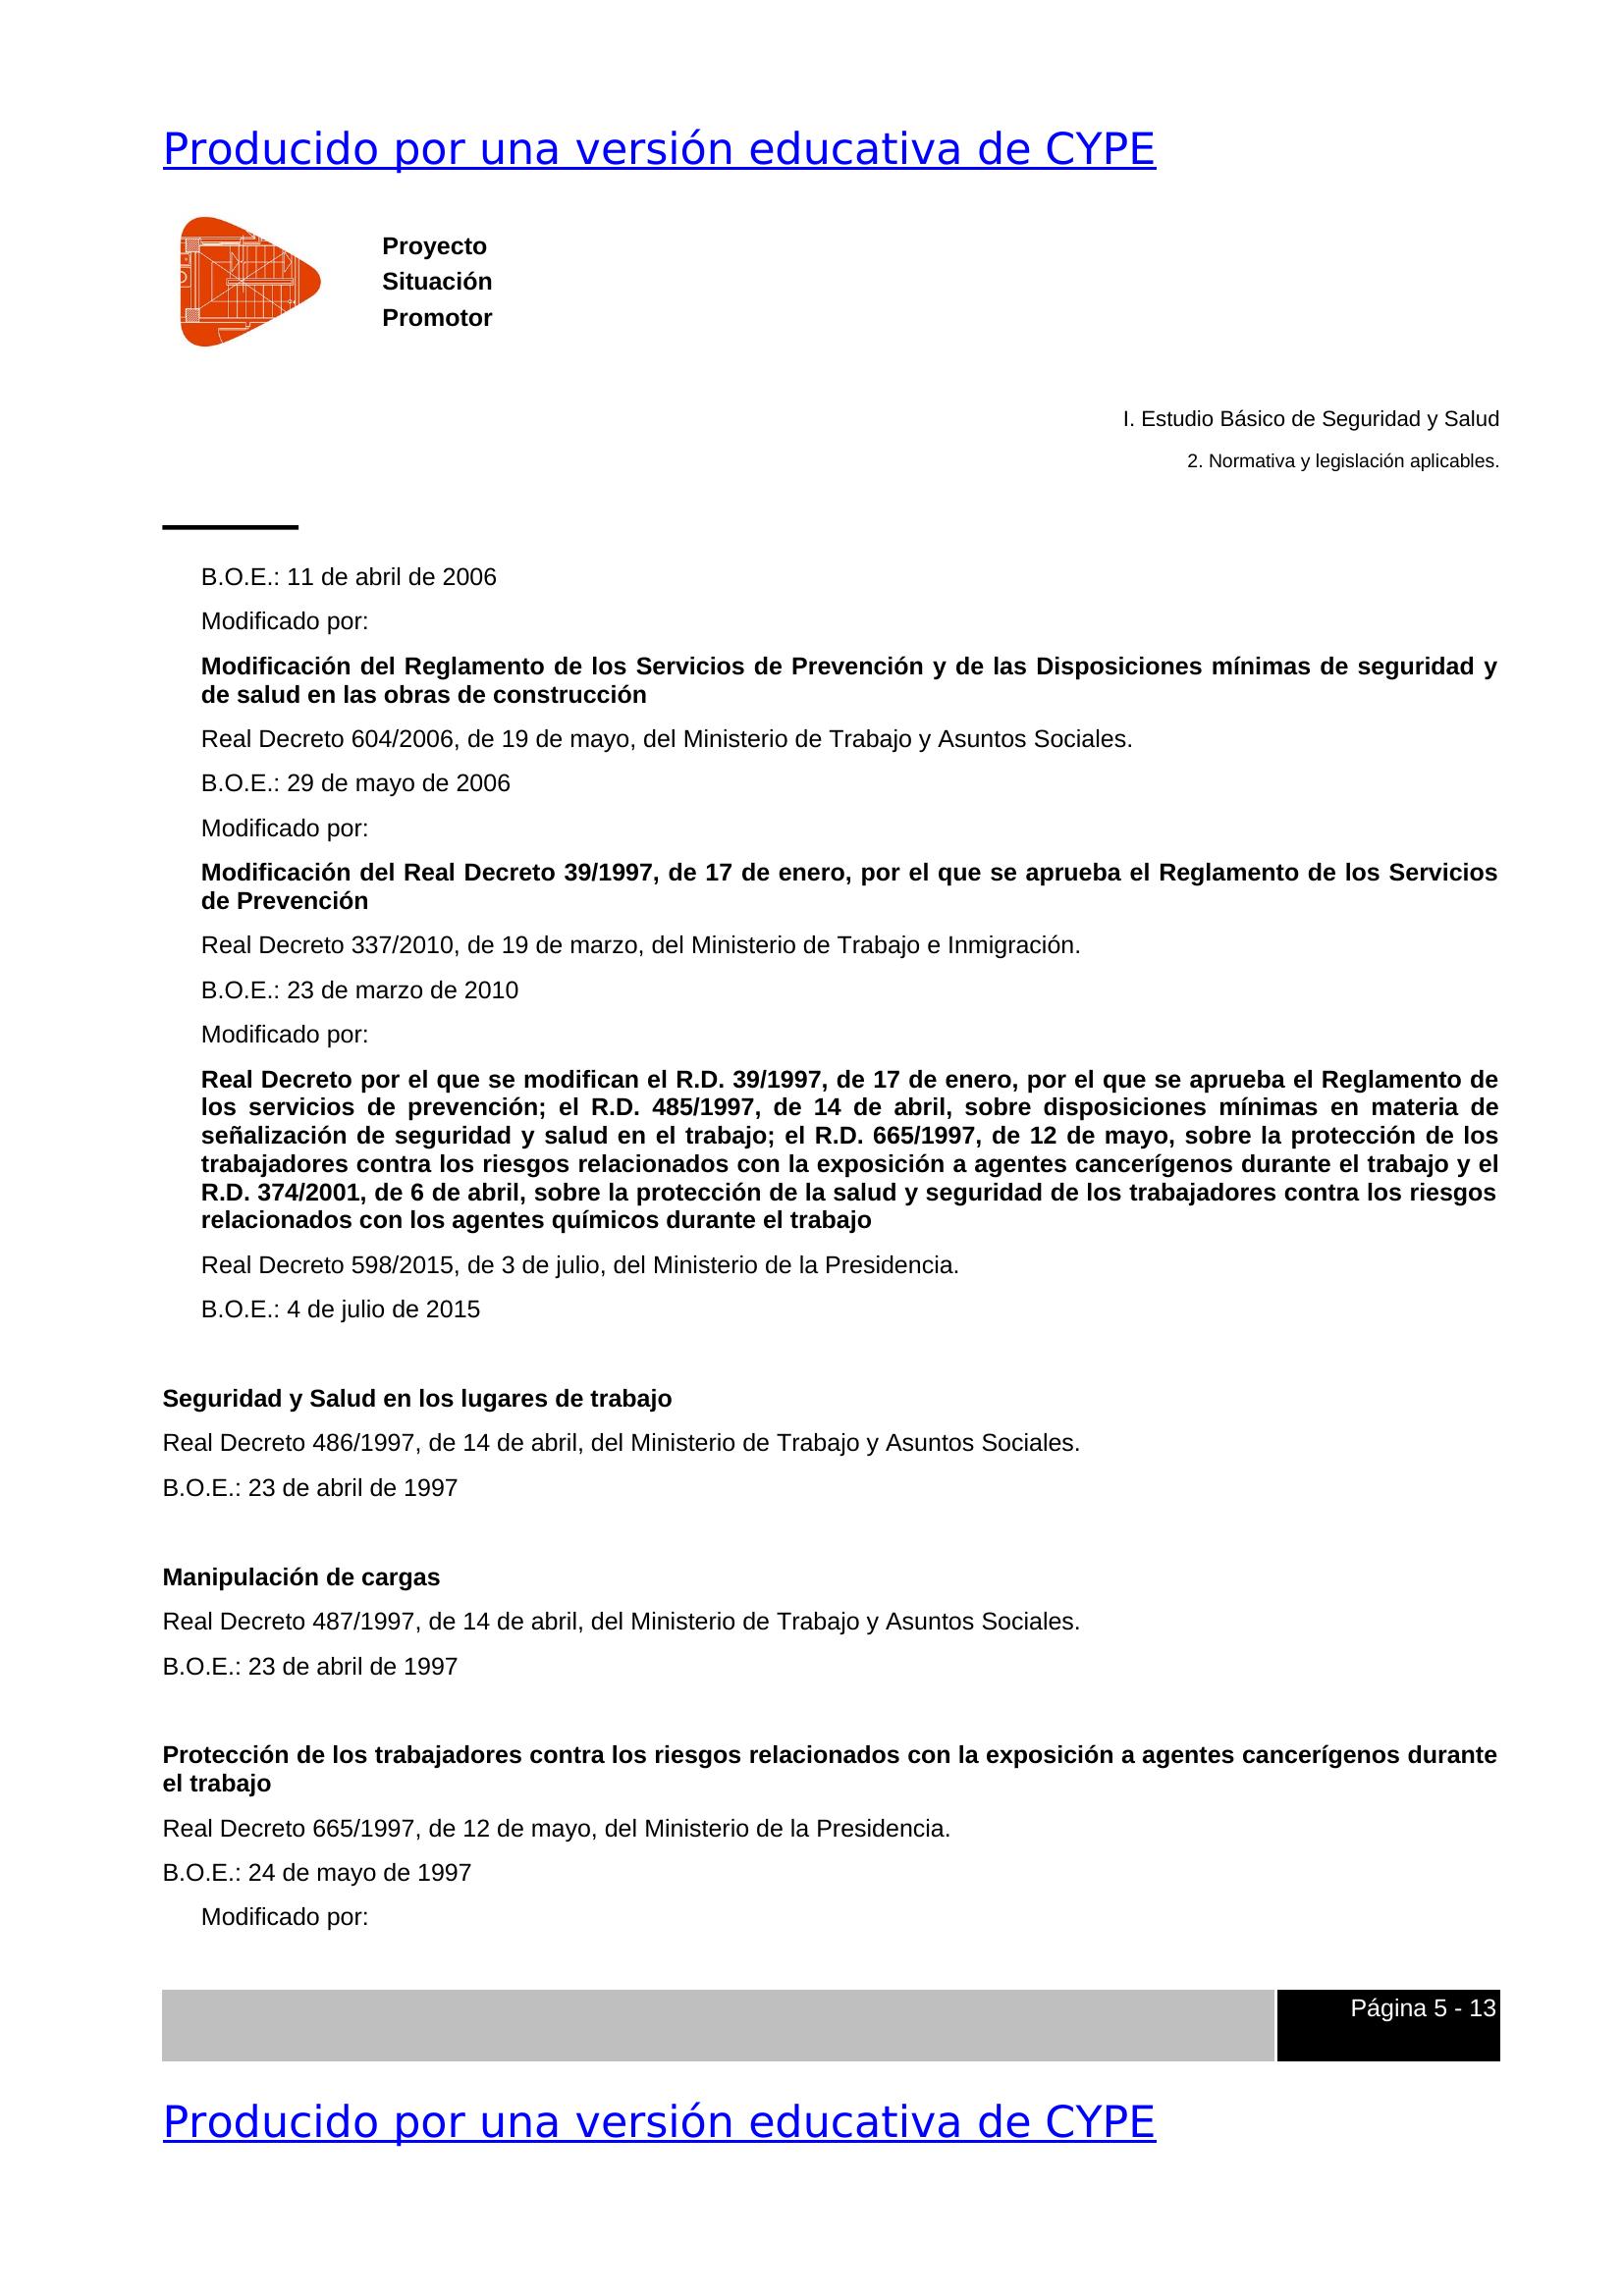 Producido por una versión educativa de CYPE
Proyecto
Situación
Promotor
I. Estudio Básico de Seguridad y Salud
2. Normativa y legislación aplicables.
B.O.E.: 11 de abril de 2006
Modificado por:
Modificación del Reglamento de los Servicios de Prevención y de las Disposiciones mínimas de seguridad y
de salud en las obras de construcción
Real Decreto 604/2006, de 19 de mayo, del Ministerio de Trabajo y Asuntos Sociales.
B.O.E.: 29 de mayo de 2006
Modificado por:
Modificación del Real Decreto 39/1997, de 17 de enero, por el que se aprueba el Reglamento de los Servicios
de Prevención
Real Decreto 337/2010, de 19 de marzo, del Ministerio de Trabajo e Inmigración.
B.O.E.: 23 de marzo de 2010
Modificado por:
Real Decreto por el que se modifican el R.D. 39/1997, de 17 de enero, por el que se aprueba el Reglamento de
los servicios de prevención; el R.D. 485/1997, de 14 de abril, sobre disposiciones mínimas en materia de
señalización de seguridad y salud en el trabajo; el R.D. 665/1997, de 12 de mayo, sobre la protección de los
trabajadores contra los riesgos relacionados con la exposición a agentes cancerígenos durante el trabajo y el
R.D. 374/2001, de 6 de abril, sobre la protección de la salud y seguridad de los trabajadores contra los riesgos
relacionados con los agentes químicos durante el trabajo
Real Decreto 598/2015, de 3 de julio, del Ministerio de la Presidencia.
B.O.E.: 4 de julio de 2015
Seguridad y Salud en los lugares de trabajo
Real Decreto 486/1997, de 14 de abril, del Ministerio de Trabajo y Asuntos Sociales.
B.O.E.: 23 de abril de 1997
Manipulación de cargas
Real Decreto 487/1997, de 14 de abril, del Ministerio de Trabajo y Asuntos Sociales.
B.O.E.: 23 de abril de 1997
Protección de los trabajadores contra los riesgos relacionados con la exposición a agentes cancerígenos durante
el trabajo
Real Decreto 665/1997, de 12 de mayo, del Ministerio de la Presidencia.
B.O.E.: 24 de mayo de 1997
Modificado por:
Página 5 - 13
Producido por una versión educativa de CYPE